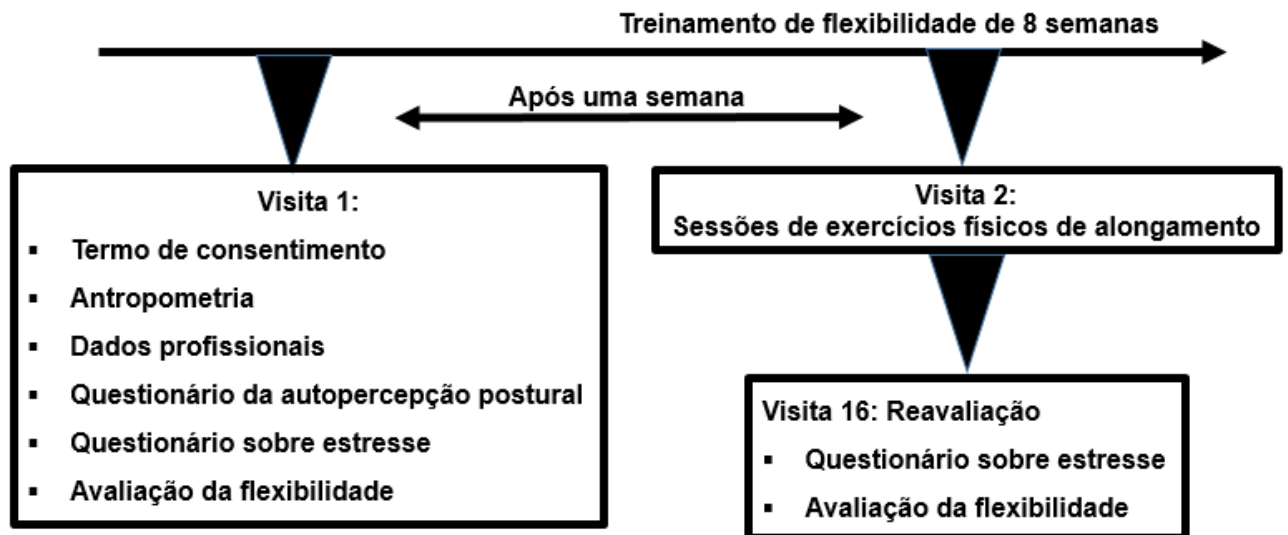 Treinamento de flexibilidade de 8 semanas
Após uma semana
Visita 1:
▪ Termo de consentimento
▪ Antropometria
▪ Dados profissionais
▪ Questionário da autopercepção postural
▪ Questionário sobre estresse
▪ Avaliação da flexibilidade
Visita 2:
Sessões de exercícios físicos de alongamento
Visita 16: Reavaliação
▪ Questionário sobre estresse
▪ Avaliação da flexibilidade